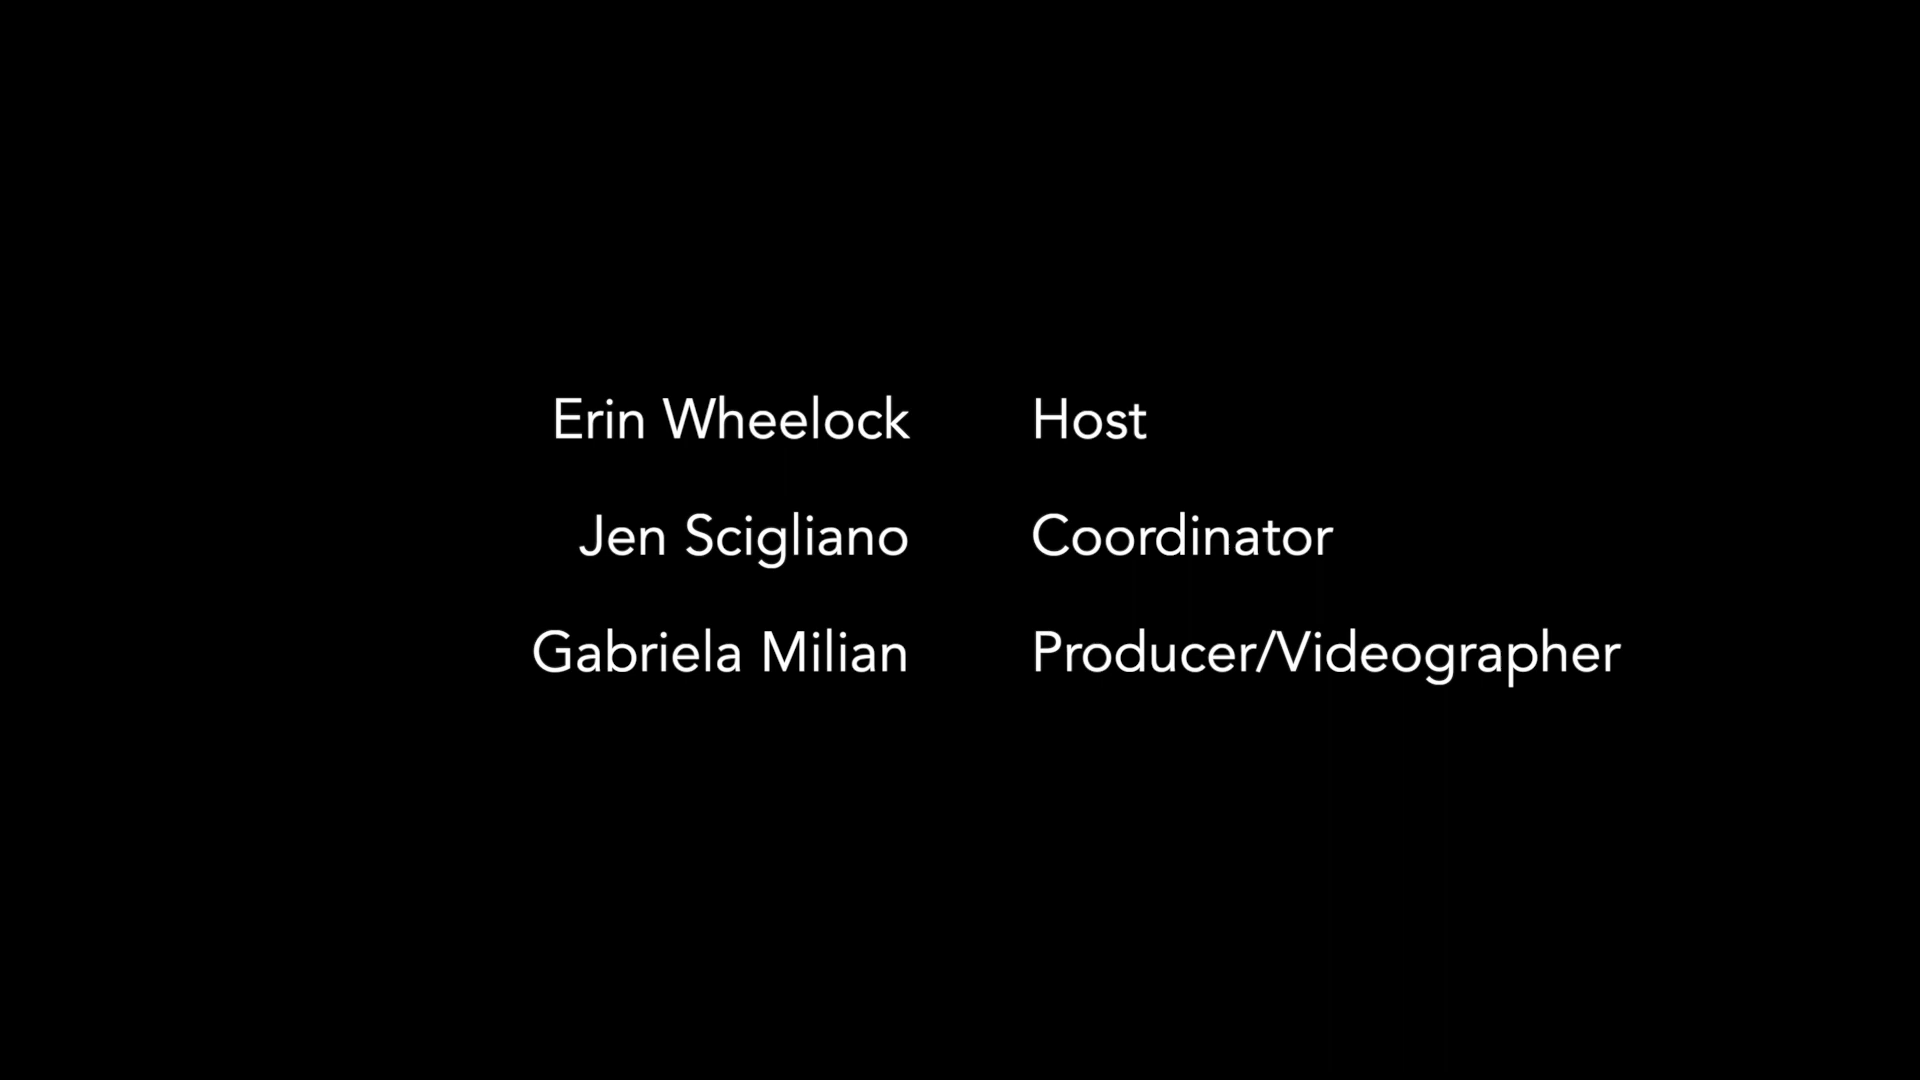 Erin Wheelock Host
Jen Scigliano Coordinator
Gabriela Milian Producer/Videographer